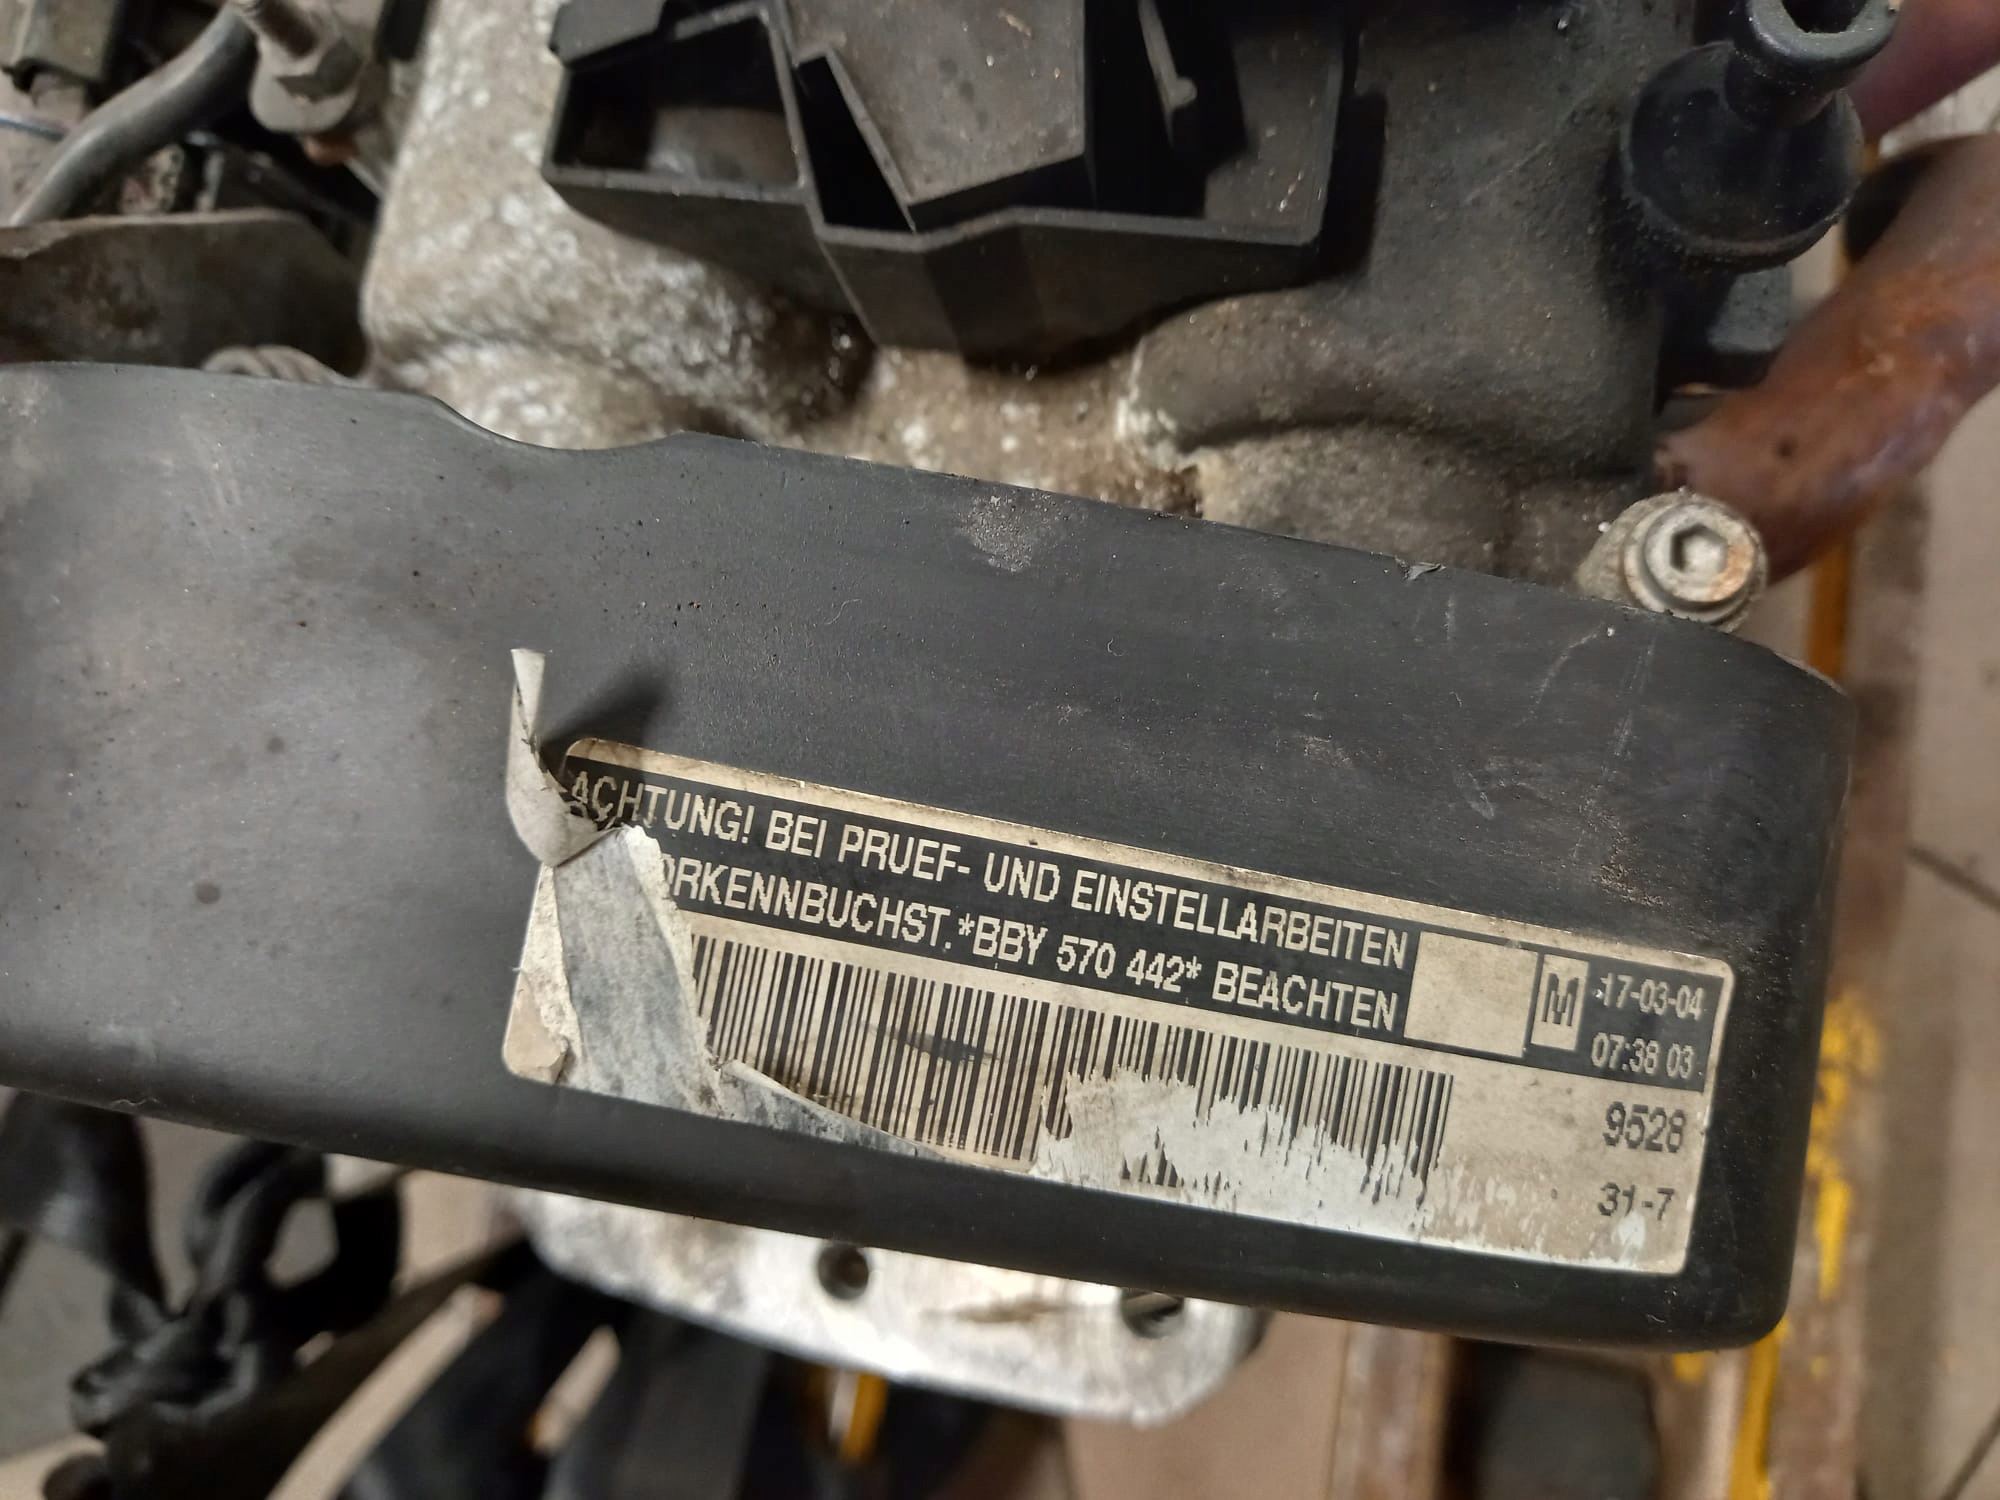 ACHTUNG! BEI PRUEF- UND EINSTELLARBEITEN
ORKENNBUCHST.*BBY 570 442* BEACHTEN
17-03-04
07:38 03
9528
31-7